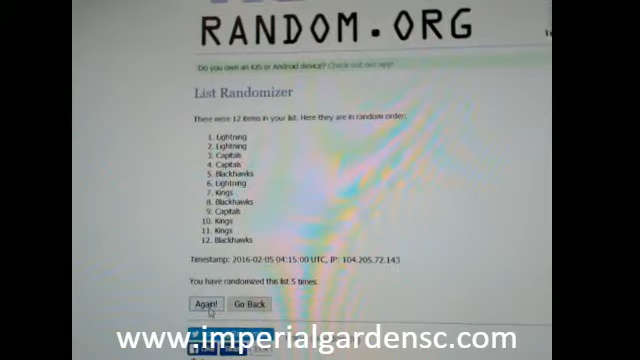 RANDOM.ORG
Do you own an iOS or Android device? Check out our app!
List Randomizer
There were 12 items in your list. Here they are in random order:
1. Lightning
2. Lightning
3. Capitals
4. Capitals
5. Blackhawks
6. Lightning
7. Kings
8. Blackhawks
9. Capitals
10. Kings
11. Kings
12. Blackhawks
Timestamp: 2016-02-05 04:15:00 UTC, IP: 104.205.72.143
You have randomized this list 5 times.
Again! Go Back
www.imperialgardensc.com